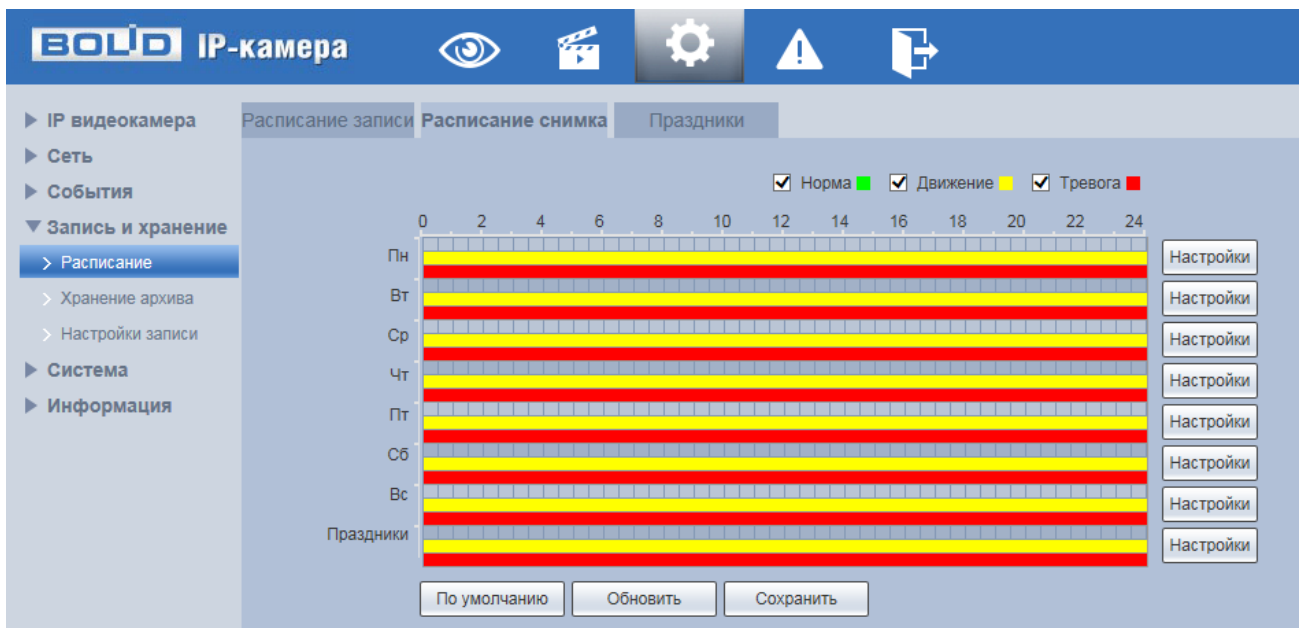 BOLID IP-камера
IP видеокамера
Сеть
События
Запись и хранение
Расписание
Хранение архива
Настройки записи
Система
Информация
Расписание записи Расписание снимка Праздники
Норма Движение Тревога
0 2 4 6 8 10 12 14 16 18 20 22 24
Пн Настройки
Вт Настройки
Ср Настройки
Чт Настройки
Пт Настройки
Сб Настройки
Вс Настройки
Праздники Настройки
По умолчанию Обновить Сохранить